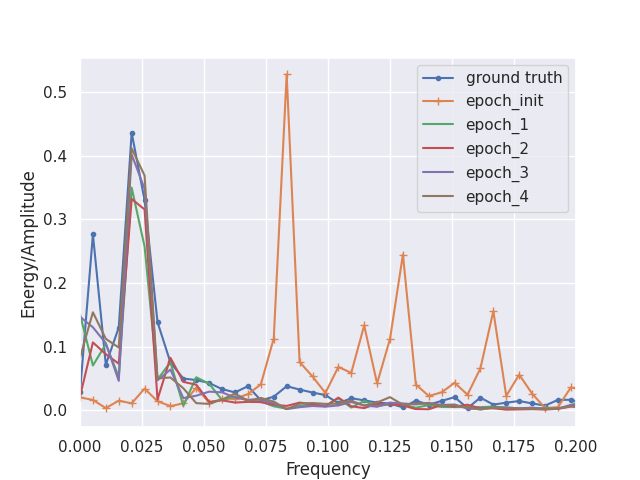 0.5
0.4
0.3
0.2
0.1
0.0
Energy/Amplitude
ground truth
epoch_init
epoch_1
epoch_2
epoch_3
epoch_4
0.000 0.025 0.050 0.075 0.100 0.125 0.150 0.175 0.200
Frequency